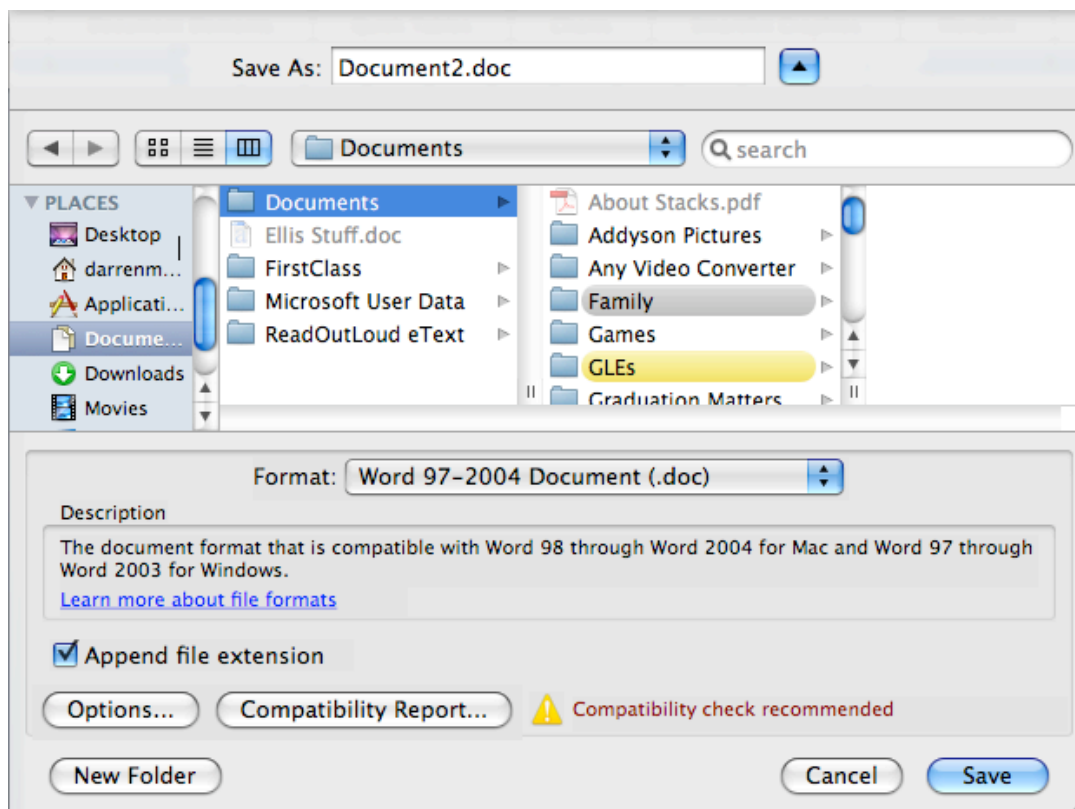 Save As: Document2.doc
Documents
search
PLACES
Desktop
darrenm...
Applicati...
Docume...
Downloads
Movies
Documents
Ellis Stuff.doc
FirstClass
Microsoft User Data
ReadOutLoud eText
About Stacks.pdf
Addyson Pictures
Any Video Converter
Family
Games
GLEs
Graduation Matters
Format: Word 97-2004 Document (.doc)
Description
The document format that is compatible with Word 98 through Word 2004 for Mac and Word 97 through
Word 2003 for Windows.
Learn more about file formats
Append file extension
Options... Compatibility Report... Compatibility check recommended
New Folder Cancel Save